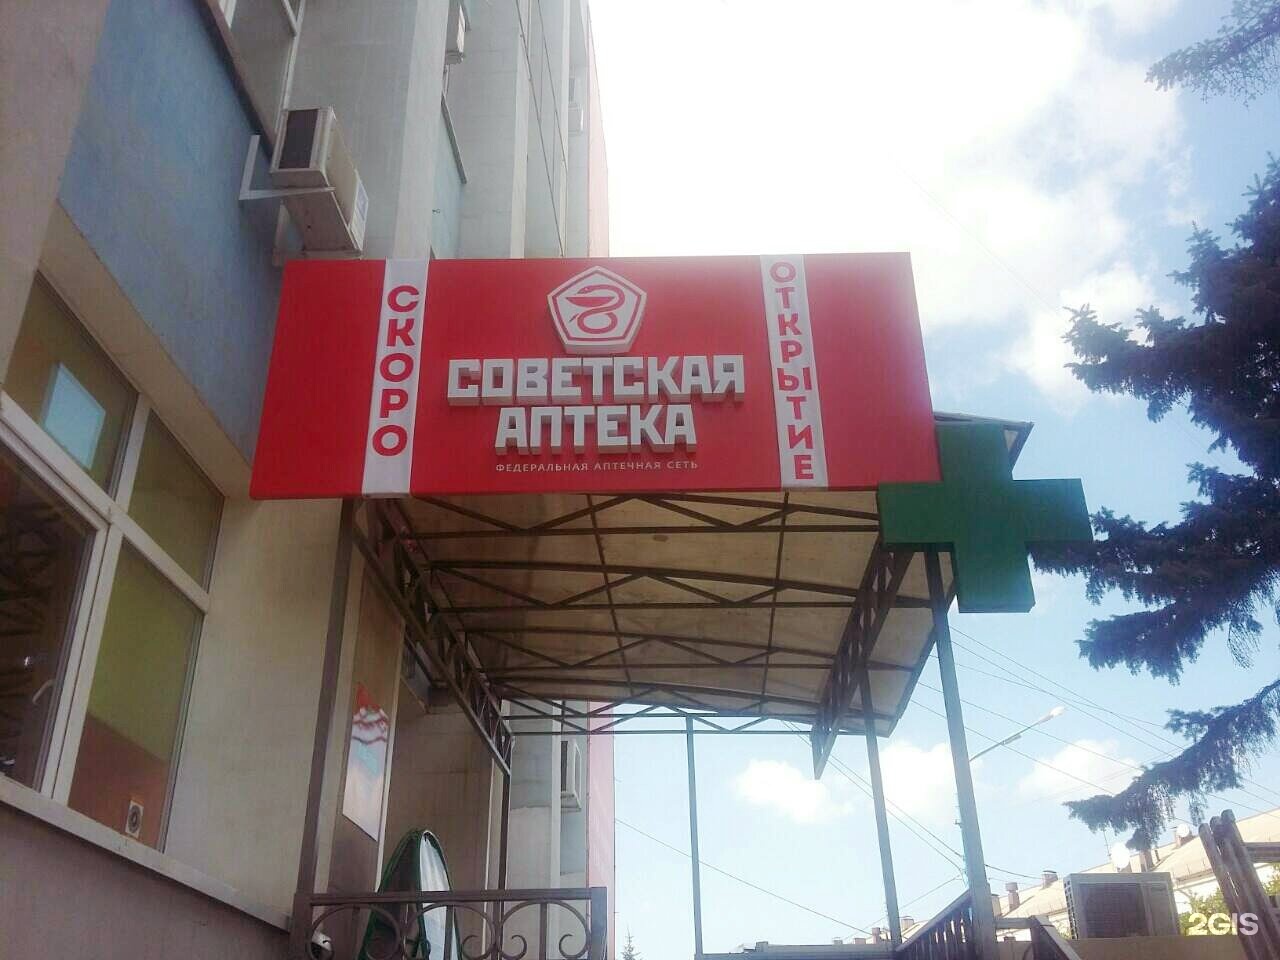 СКОРО
СОВЕТСКАЯ
АПТЕКА
ФЕДЕРАЛЬНАЯ АПТЕЧНАЯ СЕТЬ
ОТКРЫТИЕ
2GIS